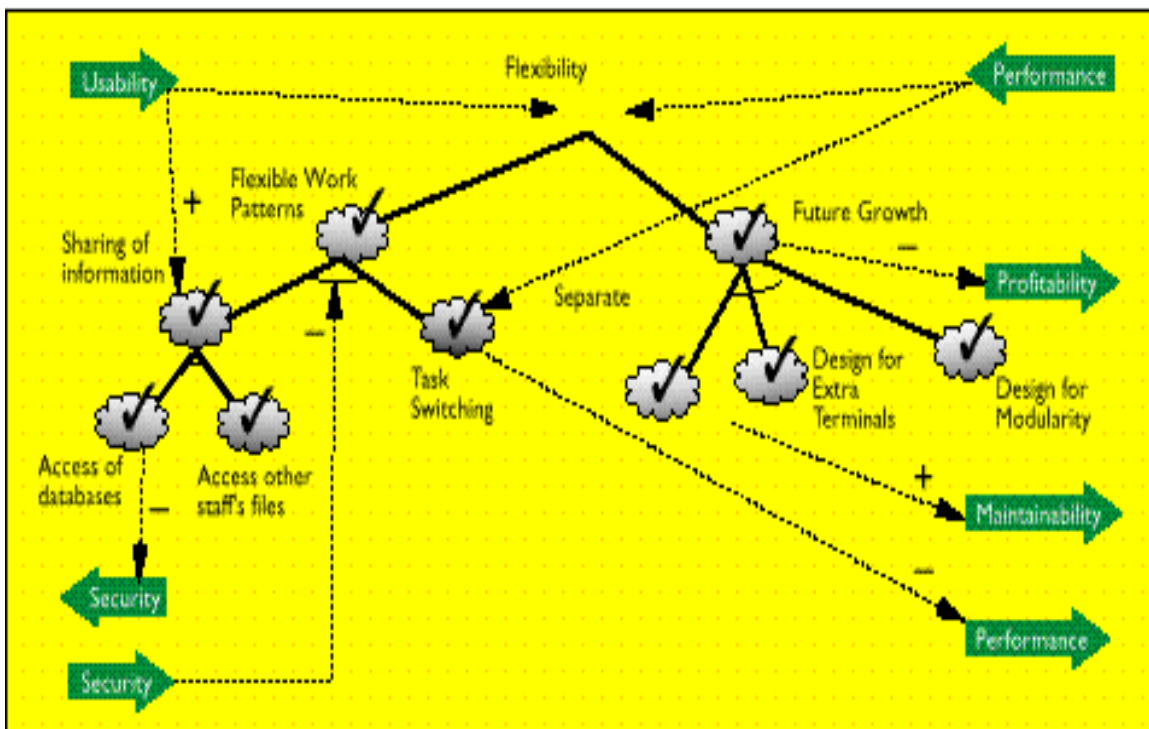 Usability
Flexibility
Performance
Flexible Work
Patterns
+
Future Growth
Sharing of
information
–
Separate
Profitability
–
Task
Switching
Design for
Extra
Terminals
Design for
Modularity
Access of
databases
Access other
staff's files
–
+
Maintainability
–
Security
Performance
Security